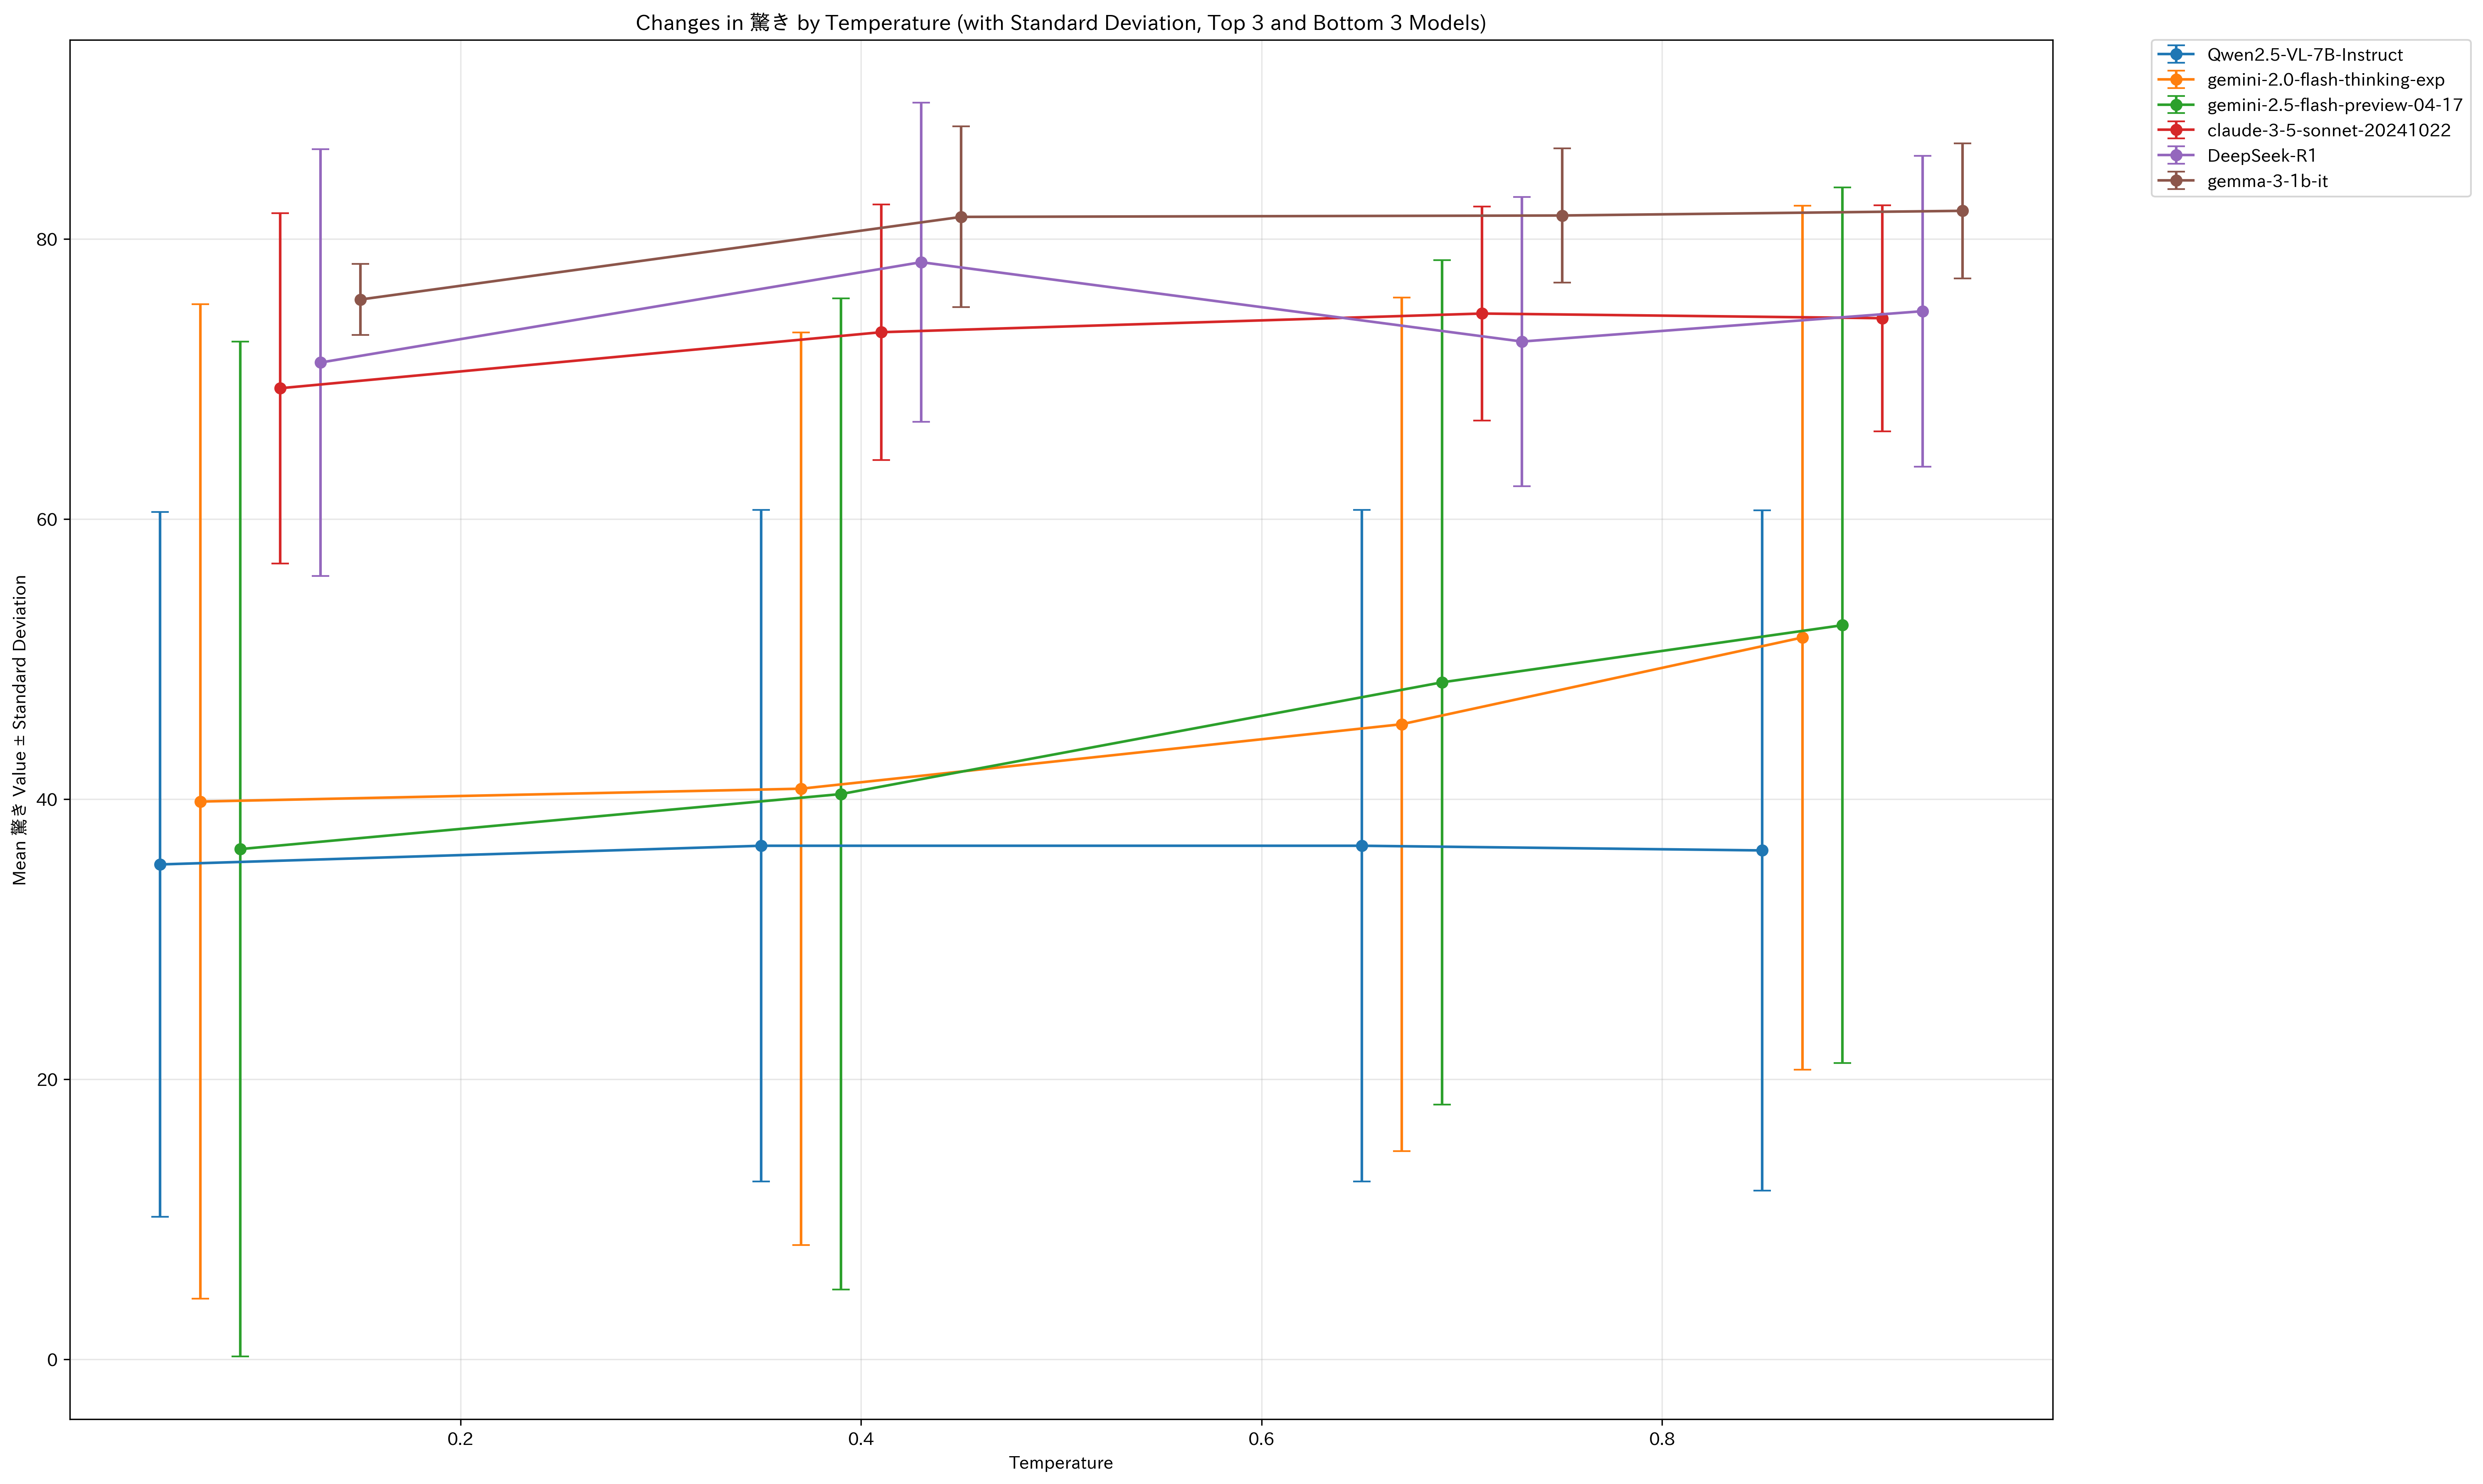 Changes in 驚き by Temperature (with Standard Deviation, Top 3 and Bottom 3 Models)
Qwen2.5-VL-7B-Instruct
gemini-2.0-flash-thinking-exp
gemini-2.5-flash-preview-04-17
claude-3-5-sonnet-20241022
DeepSeek-R1
gemma-3-1b-it
Mean 驚き Value ± Standard Deviation
80
60
40
20
0
0.2
0.4
0.6
0.8
Temperature